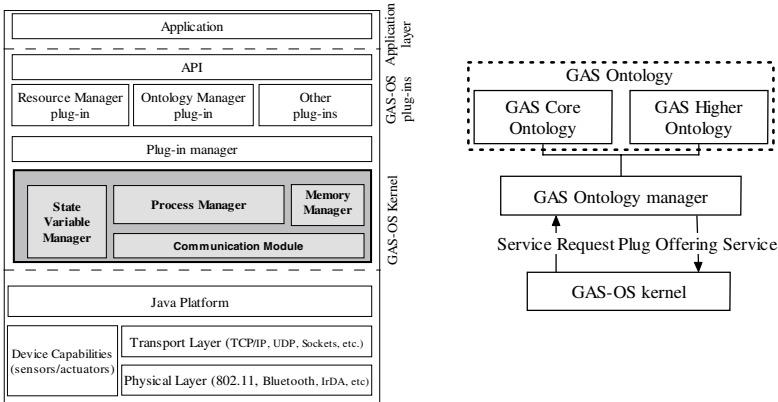 Application
Application
layer
API
Resource Manager
plug-in
Ontology Manager
plug-in
Other
plug-ins
GAS-OS
plug-ins
Plug-in manager
State
Variable
Manager
Process Manager
Memory
Manager
Communication Module
GAS-OS Kernel
Java Platform
Device Capabilities
(sensors/actuators)
Transport Layer (TCP/IP, UDP, Sockets, etc.)
Physical Layer (802.11, Bluetooth, IrDA, etc)
GAS Ontology
GAS Core
Ontology
GAS Higher
Ontology
GAS Ontology manager
Service Request
Plug Offering Service
GAS-OS kernel